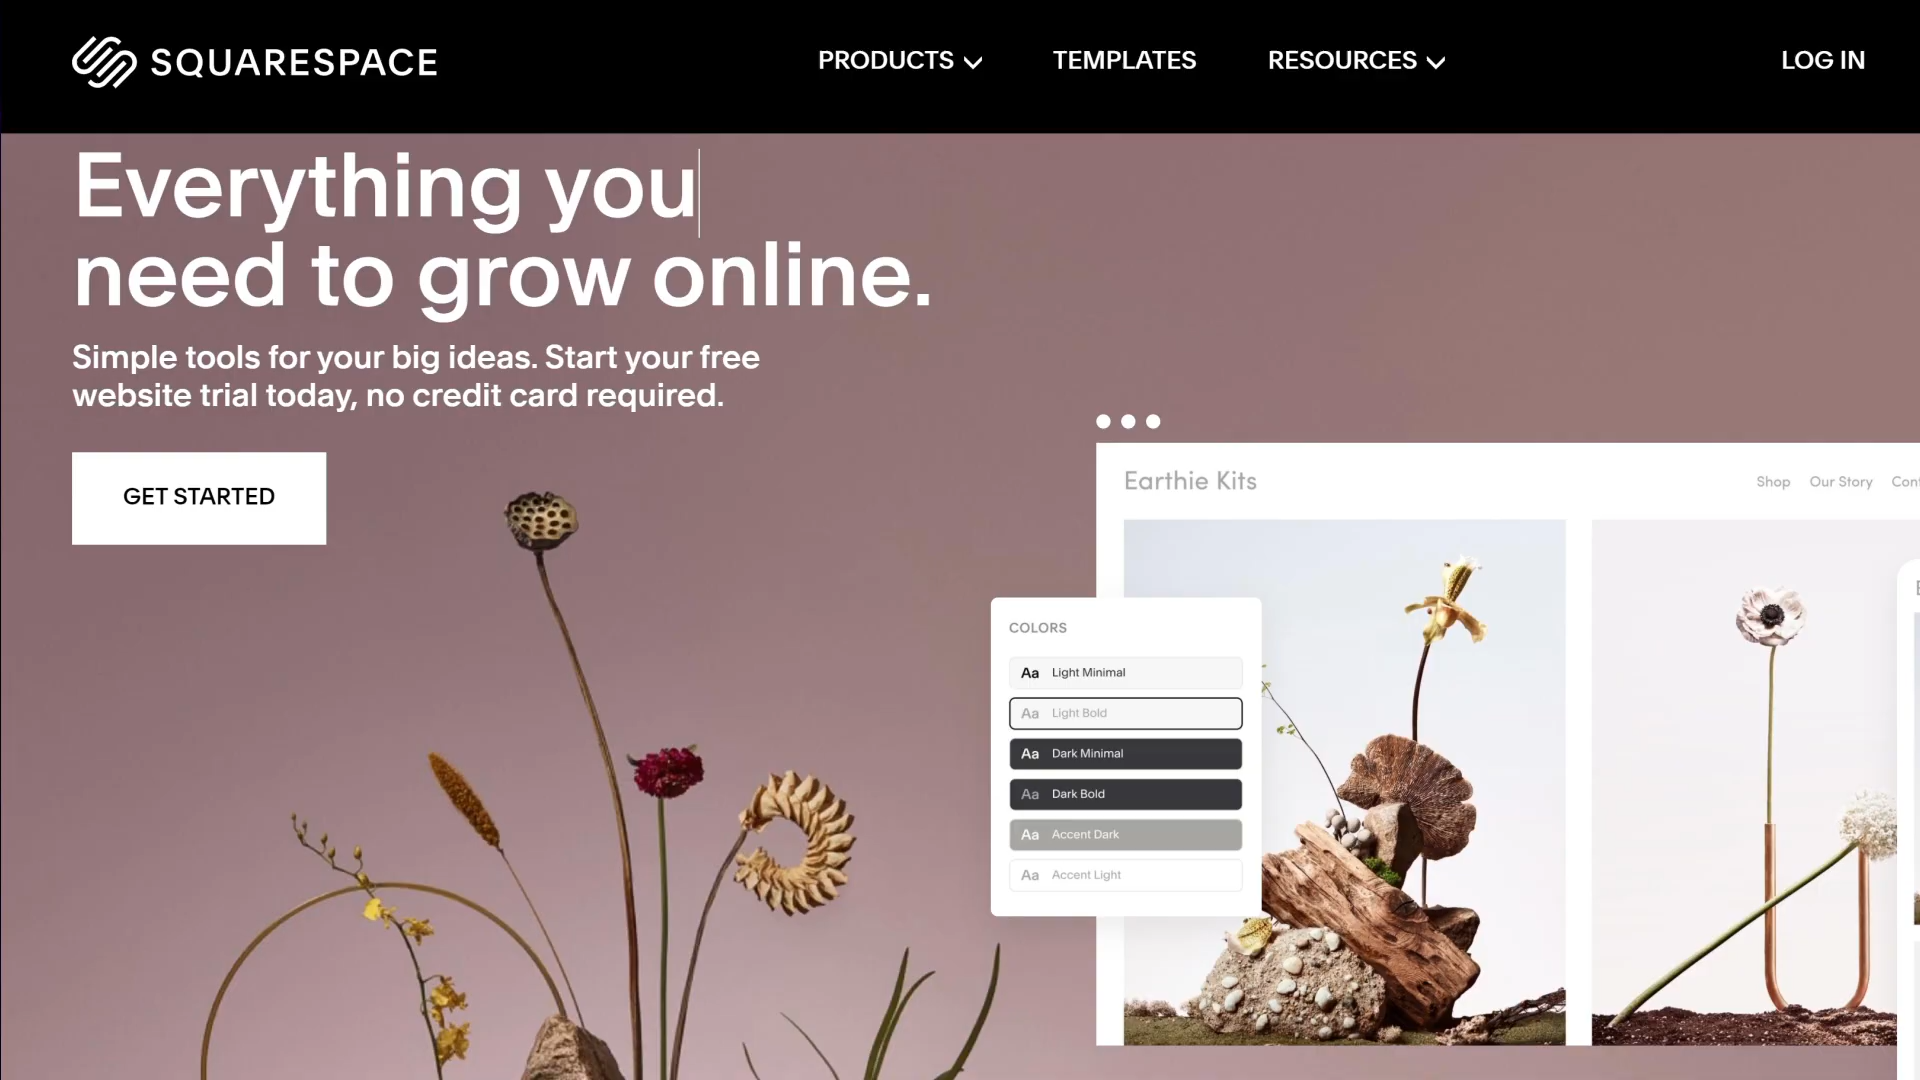 SQUARESPACE
PRODUCTS
TEMPLATES
RESOURCES
LOG IN
Everything you
need to grow online.
Simple tools for your big ideas. Start your free
website trial today, no credit card required.
GET STARTED
Earthie Kits
Shop
Our Story
COLORS
Aa Light Minimal
Aa Light Bold
Aa Dark Minimal
Aa Dark Bold
Aa Accent Dark
Aa Accent Light